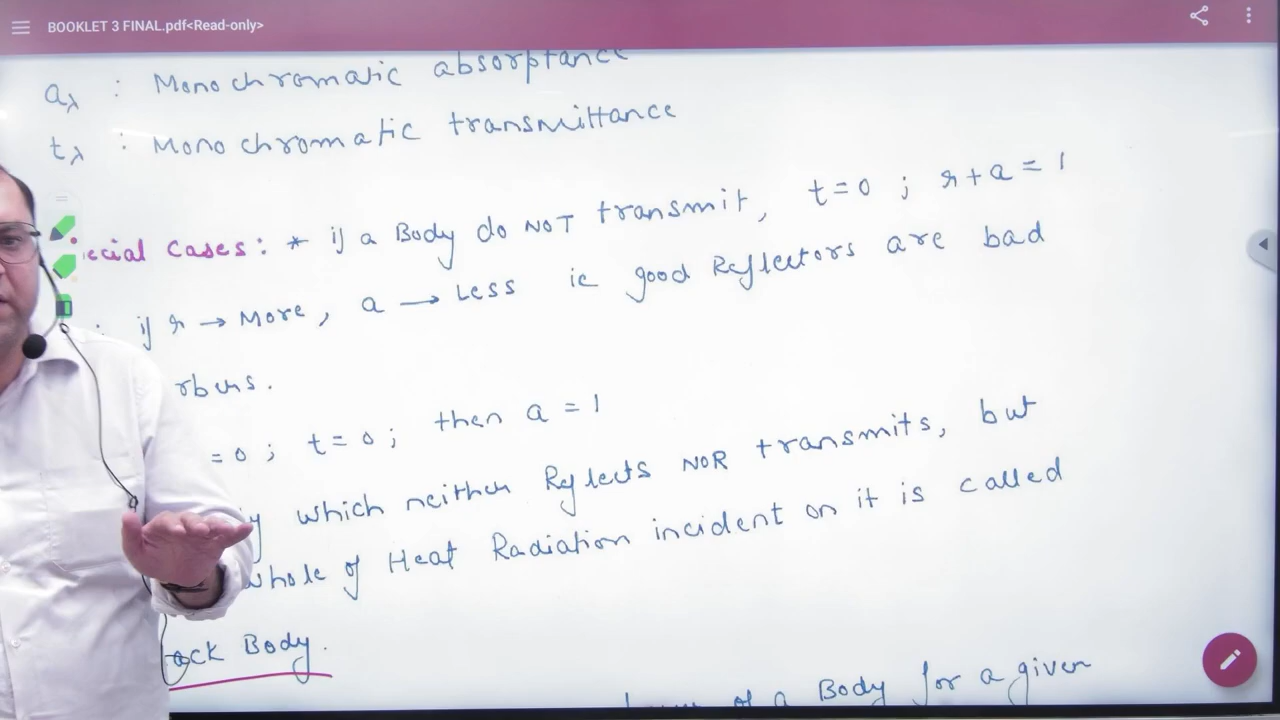 BOOKLET 3 FINAL.pdf<Read-only>
aλ : Monochromatic absorptance
tλ : Monochromatic transmittance
ecial Cases: * if a Body do NOT transmit, t=0 ; r+a=1
if r → More, a → Less ie good Reflectors are bad
rbers.
=0 ; t=0 ; then a =1
y which neither Reflects NOR transmits, but
whole of Heat Radiation incident on it is called
ack Body.
of a Body for a given